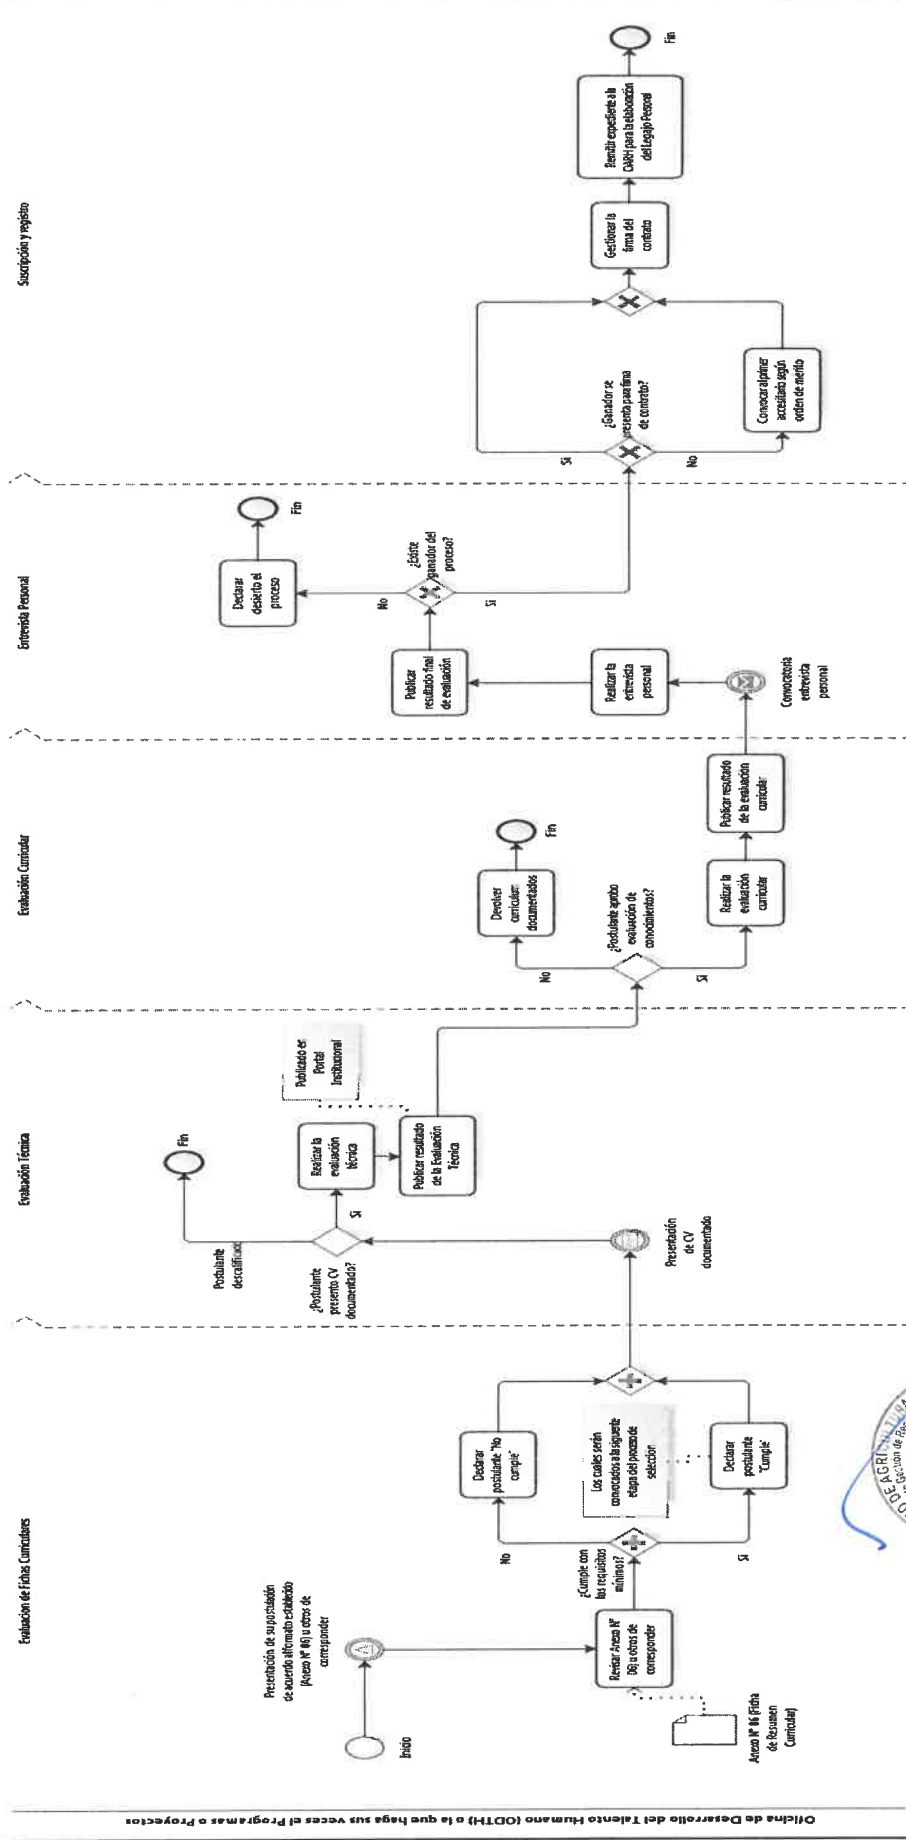 Oficina de Desarrollo del Talento Humano (ODTH) o la que haga sus veces el Programas o Proyectos
Evaluacion de Fichas Curriculares
Inicio
Presentación de su postulación
de acuerdo al formato establecido
(Anexo N° 06) u otros de
corresponder
Anexo N° 06 (Ficha
de Resumen
Curricular)
Revisar Anexo N°
06) u otros de
corresponder
¿Cumple con
los requisitos
mínimos?
No
Si
Declarar
postulante "No
cumple"
Los cuales serán
convocados a la siguiente
etapa del proceso de
selección
Declarar
postulante
"Cumple"
Evaluación Técnica
Presentación
de CV
documentado
¿Postulante
presento CV
documentado?
Postulante
descalificado
Fin
Si
Realizar la
evaluación
técnica
Publicar resultado
de la Evaluación
Técnica
Publicado en
Portal
Institucional
Evaluación Curricular
¿Postulante aprobo
evaluación de
conocimientos?
No
Si
Devolver
curriculum
documentados
Fin
Realizar la
evaluación
curricular
Publicar resultado
de la evaluación
curricular
Entrevista Personal
Convocatoria
entrevista
personal
Realizar la
entrevista
personal
Publicar
resultado final
de evaluación
¿Existe
ganador del
proceso?
No
Si
Declarar
desierto el
proceso
Fin
Suscripción y registro
¿Ganador se
presenta para firma
de contrato?
Si
No
Convocar al primer
accesitario según
orden de merito
Gestionar la
firma del
contrato
Remitir expediente a la
OARH para la elaboración
del Legajo Personal
Fin
DE AGRICULTURA